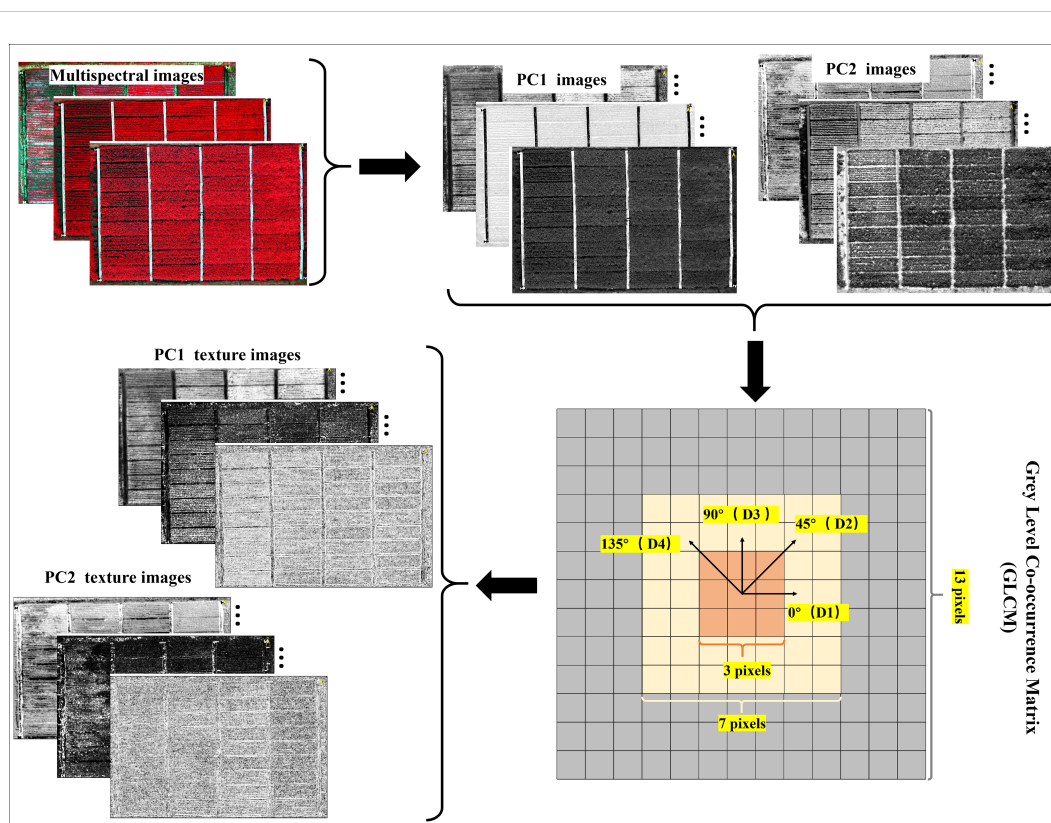 Multispectral images
PC1 images
PC2 images
PC1 texture images
PC2 texture images
90° ( D3 )
45° (D2)
135° ( D4)
0° (D1)
3 pixels
7 pixels
13 pixels
Grey Level Co-occurrence Matrix
(GLCM)